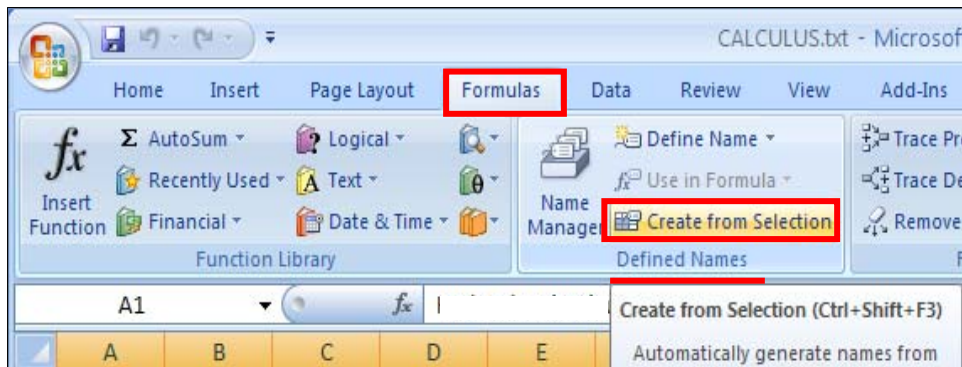 CALCULUS.txt - Microsof
Home Insert Page Layout Formulas Data Review View Add-Ins
fx Σ AutoSum Logical Define Name Trace Pr
Recently Used A Text θ Use in Formula Trace De
Insert Function Financial Date & Time Name Manager Create from Selection Remove
Function Library Defined Names
A1 fx
Create from Selection (Ctrl+Shift+F3)
A B C D E
Automatically generate names from